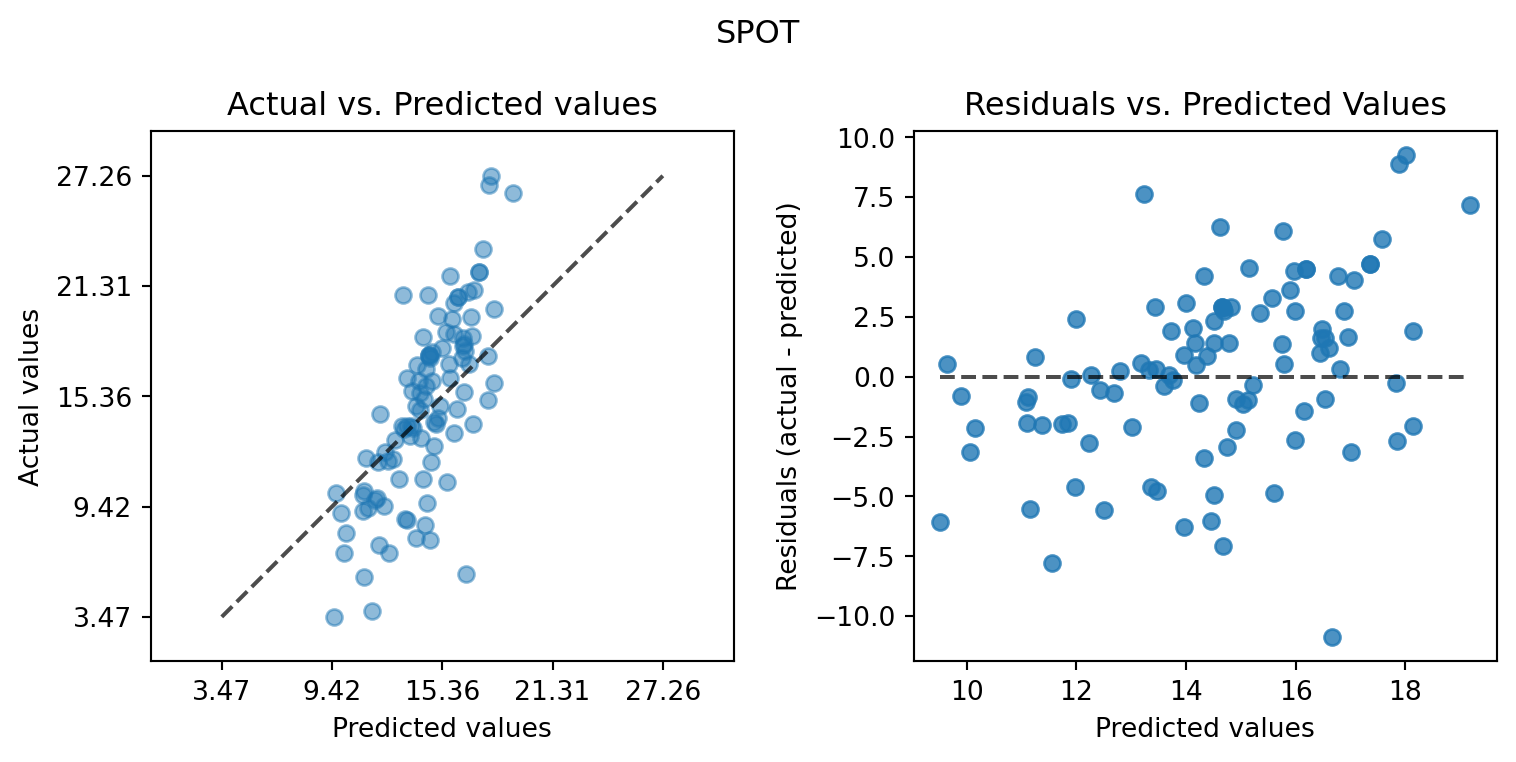 SPOT
Actual vs. Predicted values
27.26
21.31
15.36
9.42
3.47
Actual values
3.47 9.42 15.36 21.31 27.26
Predicted values
Residuals vs. Predicted Values
10.0
7.5
5.0
2.5
0.0
−2.5
−5.0
−7.5
−10.0
Residuals (actual - predicted)
10 12 14 16 18
Predicted values